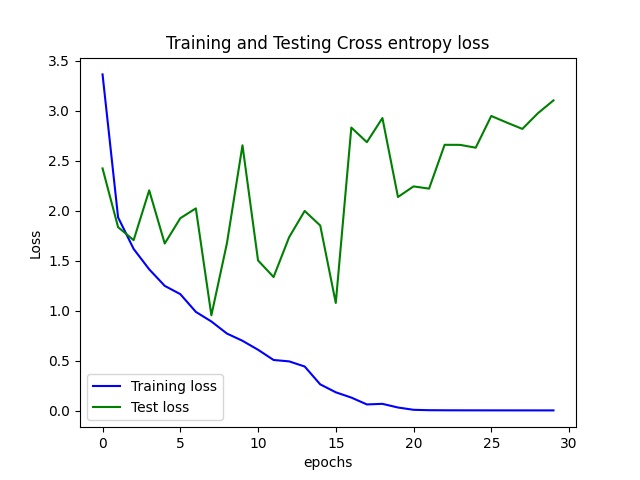 Training and Testing Cross entropy loss
3.5
3.0
2.5
2.0
1.5
1.0
0.5
0.0
Loss
Training loss
Test loss
0 5 10 15 20 25 30
epochs